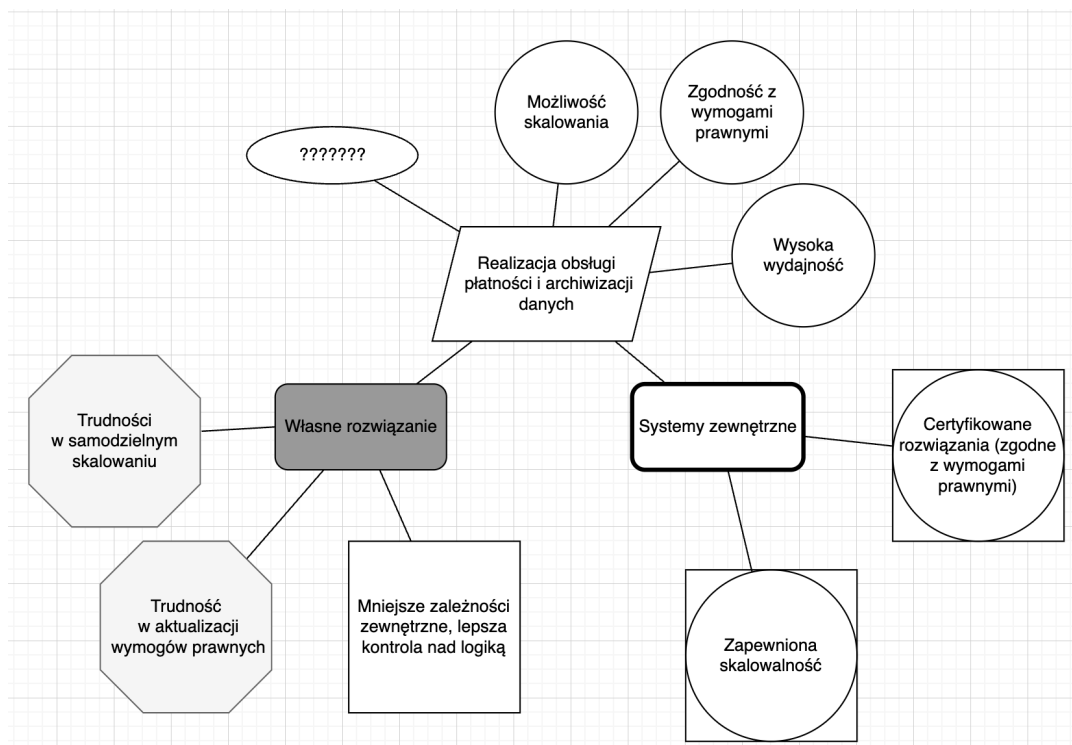 Możliwość
skalowania
Zgodność z
wymogami
prawnymi
???????
Wysoka
wydajność
Realizacja obsługi
płatności i archiwizacji
danych
Trudności
w samodzielnym
skalowaniu
Własne rozwiązanie
Systemy zewnętrzne
Certyfikowane
rozwiązania (zgodne
z wymogami
prawnymi)
Trudność
w aktualizacji
wymogów prawnych
Mniejsze zależności
zewnętrzne, lepsza
kontrola nad logiką
Zapewniona
skalowalność